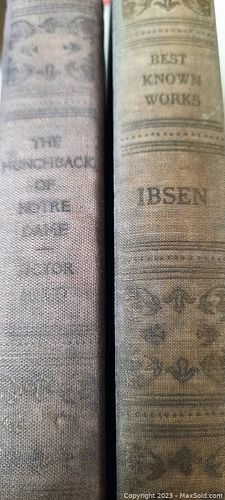 THE
HUNCHBACK
OF
NOTRE
DAME
VICTOR
HUGO
BEST
KNOWN
WORKS
IBSEN
Copyright 2023 - MaxSold.com